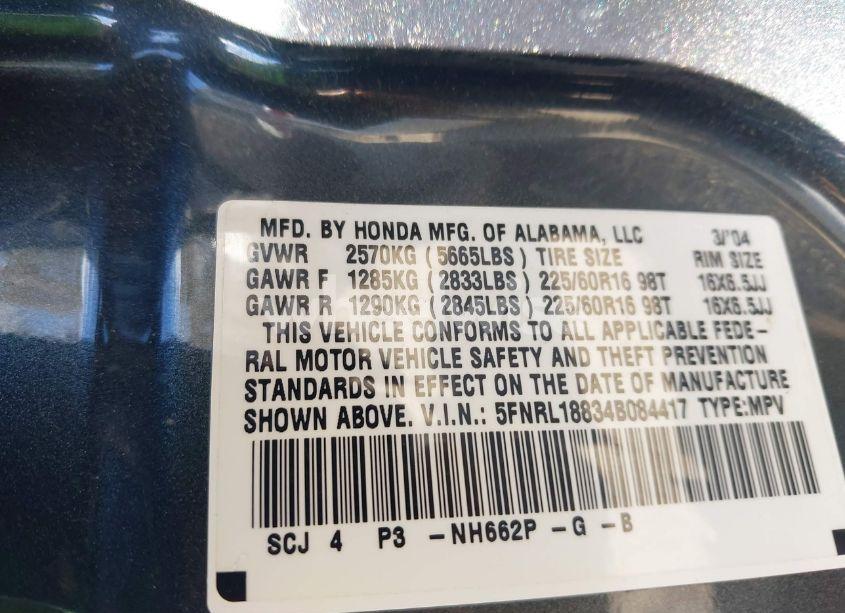 MFD. BY HONDA MFG. OF ALABAMA, LLC 3/'04
GVWR 2570KG (5665LBS) TIRE SIZE RIM SIZE
GAWR F 1285KG (2833LBS) 225/60R16 98T 16X6.5JJ
GAWR R 1290KG (2845LBS) 225/60R16 98T 16X6.5JJ
THIS VEHICLE CONFORMS TO ALL APPLICABLE FEDE-
RAL MOTOR VEHICLE SAFETY AND THEFT PREVENTION
STANDARDS IN EFFECT ON THE DATE OF MANUFACTURE
SHOWN ABOVE. V.I.N.: 5FNRL18834B084417 TYPE:MPV
SCJ 4 P3 -NH662P -G -B